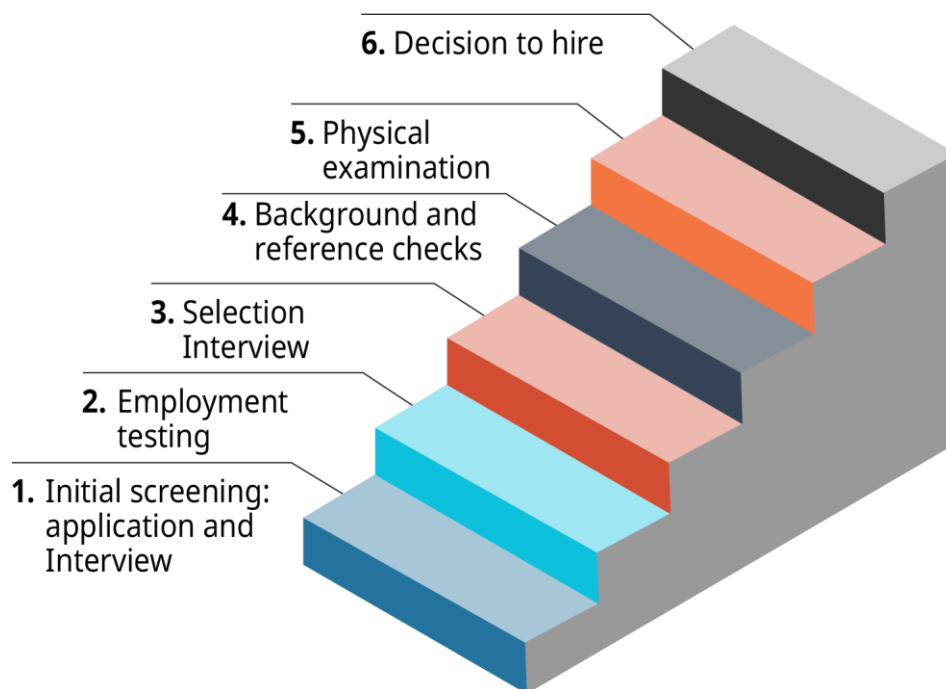 6. Decision to hire
5. Physical
examination
4. Background and
reference checks
3. Selection
Interview
2. Employment
testing
1. Initial screening:
application and
Interview